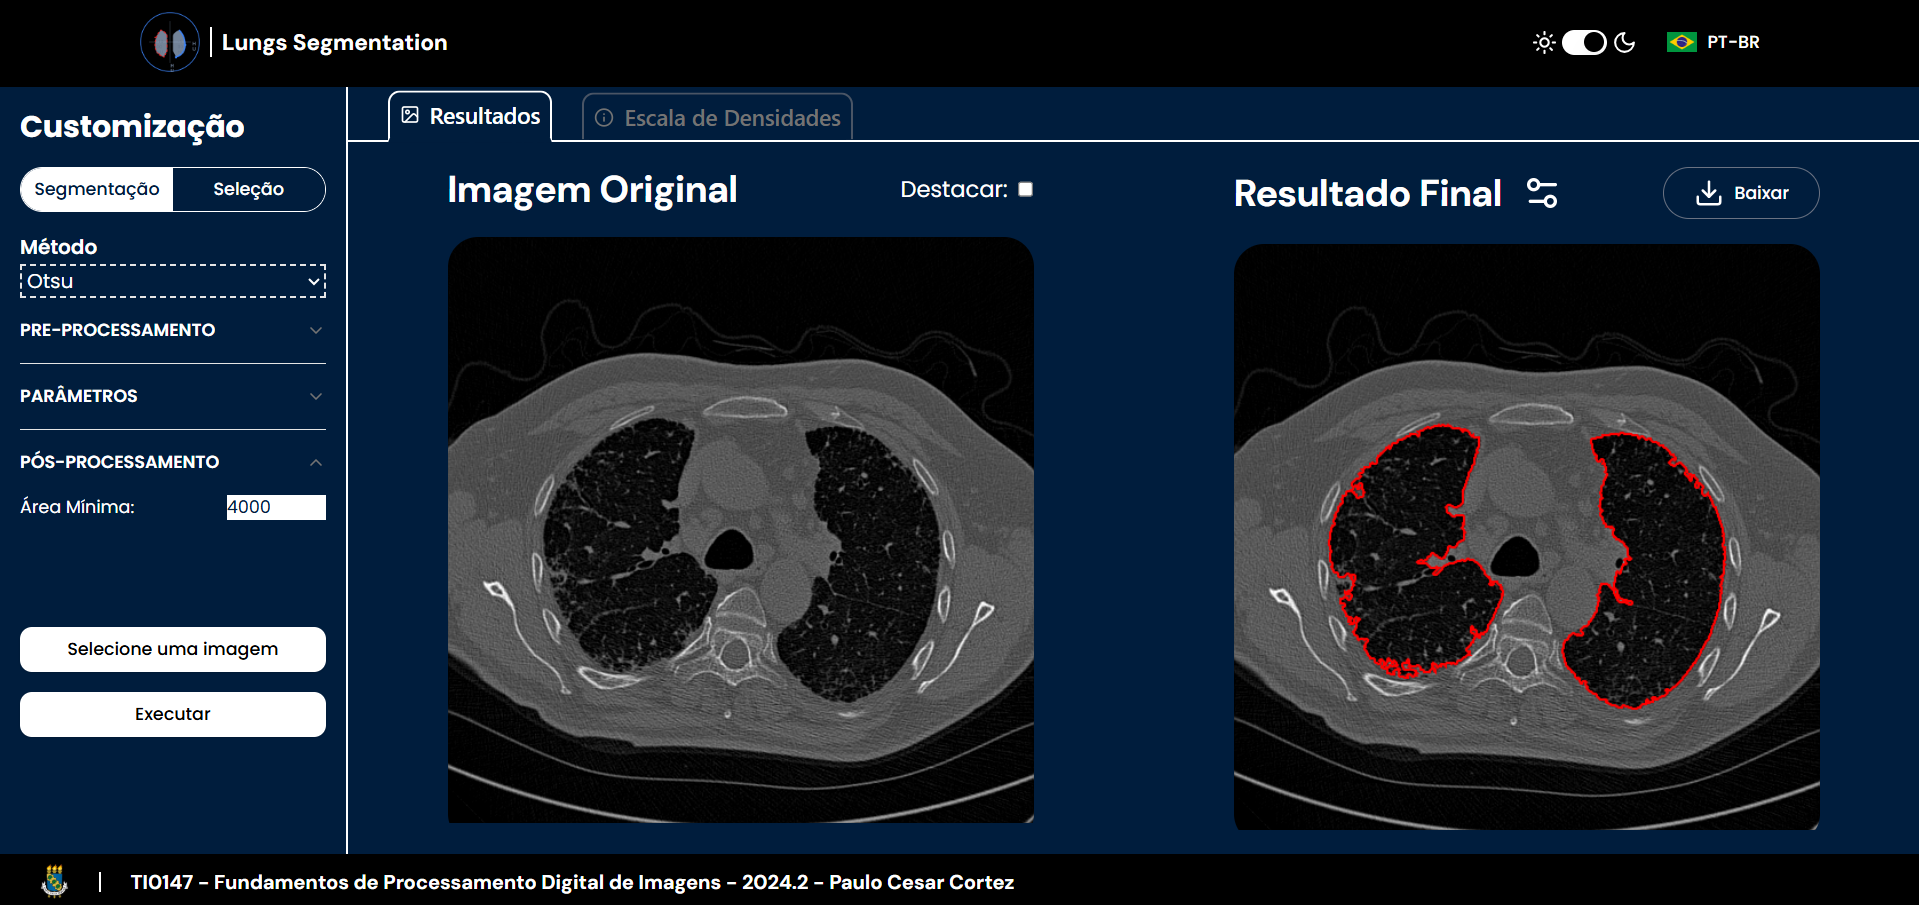 Lungs Segmentation
PT-BR
Customização
Segmentação
Seleção
Método
Otsu
PRE-PROCESSAMENTO
PARÂMETROS
PÓS-PROCESSAMENTO
Área Mínima:
4000
Selecione uma imagem
Executar
Resultados
Escala de Densidades
Imagem Original
Destacar:
Resultado Final
Baixar
TI0147 - Fundamentos de Processamento Digital de Imagens - 2024.2 - Paulo Cesar Cortez